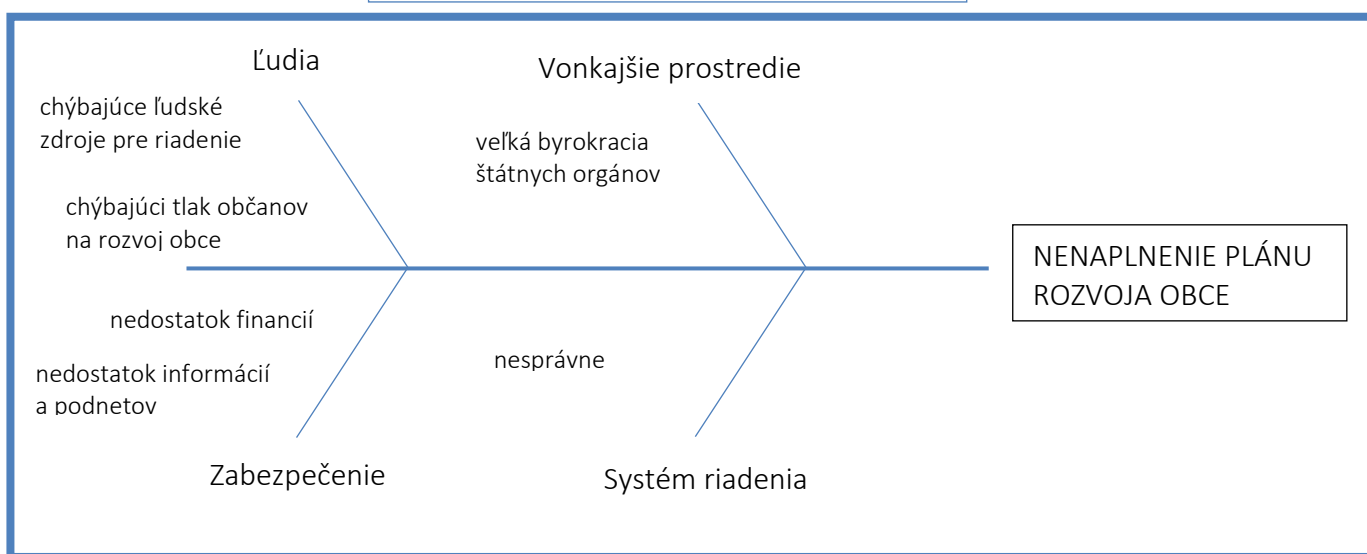 Ľudia
Vonkajšie prostredie
chýbajúce ľudské
zdroje pre riadenie
veľká byrokracia
štátnych orgánov
chýbajúci tlak občanov
na rozvoj obce
NENAPLNENIE PLÁNU
ROZVOJA OBCE
nedostatok financií
nesprávne
nedostatok informácií
a podnetov
Zabezpečenie
Systém riadenia